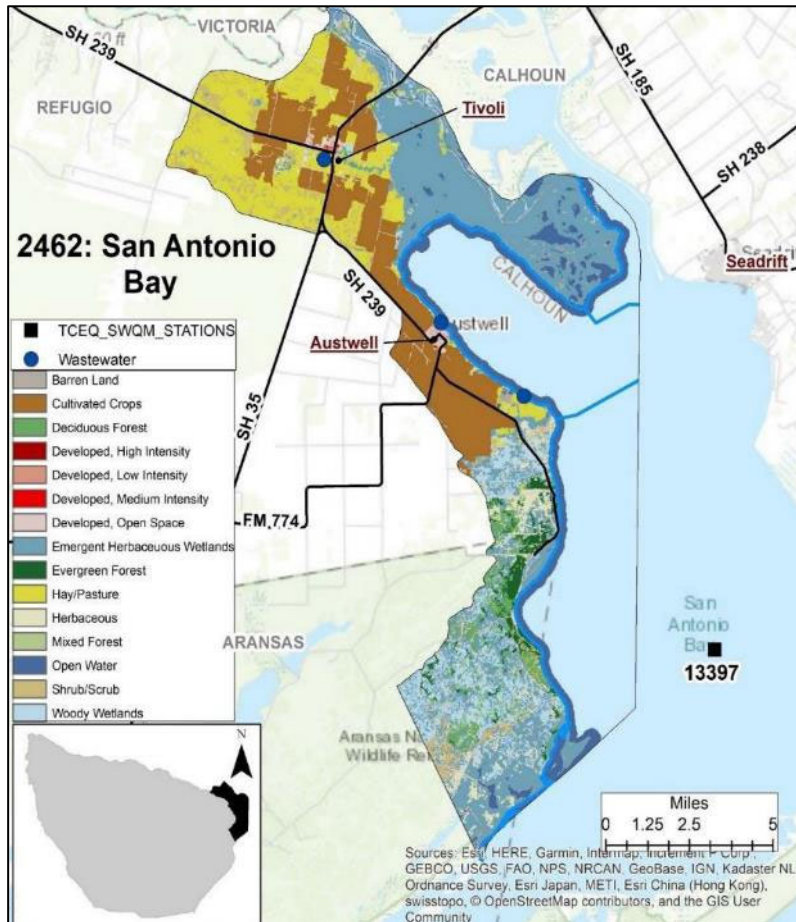 VICTORIA
SH 239
60 ft
CALHOUN
SH 185
REFUGIO
Tivoli
SH 238
2462: San Antonio
Bay
Seadrift
CALHOUN
SH 239
Austwell
TCEQ_SWQM_STATIONS
Wastewater
Barren Land
Cultivated Crops
Deciduous Forest
Developed, High Intensity
Developed, Low Intensity
Developed, Medium Intensity
Developed, Open Space
Emergent Herbaceuous Wetlands
Evergreen Forest
Hay/Pasture
Herbaceous
Mixed Forest
Open Water
Shrub/Scrub
Woody Wetlands
SH 35
FM 774
ARANSAS
San
Antonio
13397
Aransas
Wildlife
N
Miles
0 1.25 2.5 5
Sources: Esri, HERE, Garmin, Intermap, increment P Corp.,
GEBCO, USGS, FAO, NPS, NRCAN, GeoBase, IGN, Kadaster NL,
Ordnance Survey, Esri Japan, METI, Esri China (Hong Kong),
swisstopo, © OpenStreetMap contributors, and the GIS User
Community